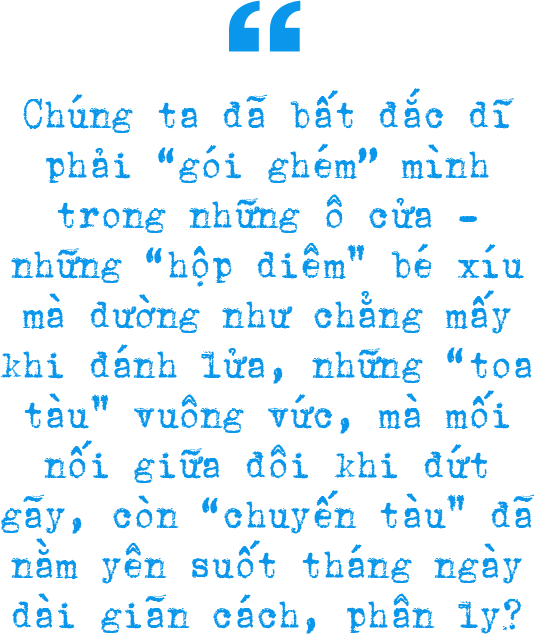 “
Chúng ta đã bất đắc dĩ
phải “gói ghém” mình
trong những ô cửa –
những “hộp diêm" bé xíu
mà dường như chẳng mấy
khi đánh lửa, những “toa
tàu" vuông vức, mà mối
nối giữa đôi khi đứt
gãy, còn “chuyến tàu" đã
nằm yên suốt tháng ngày
dài giãn cách, phân ly?